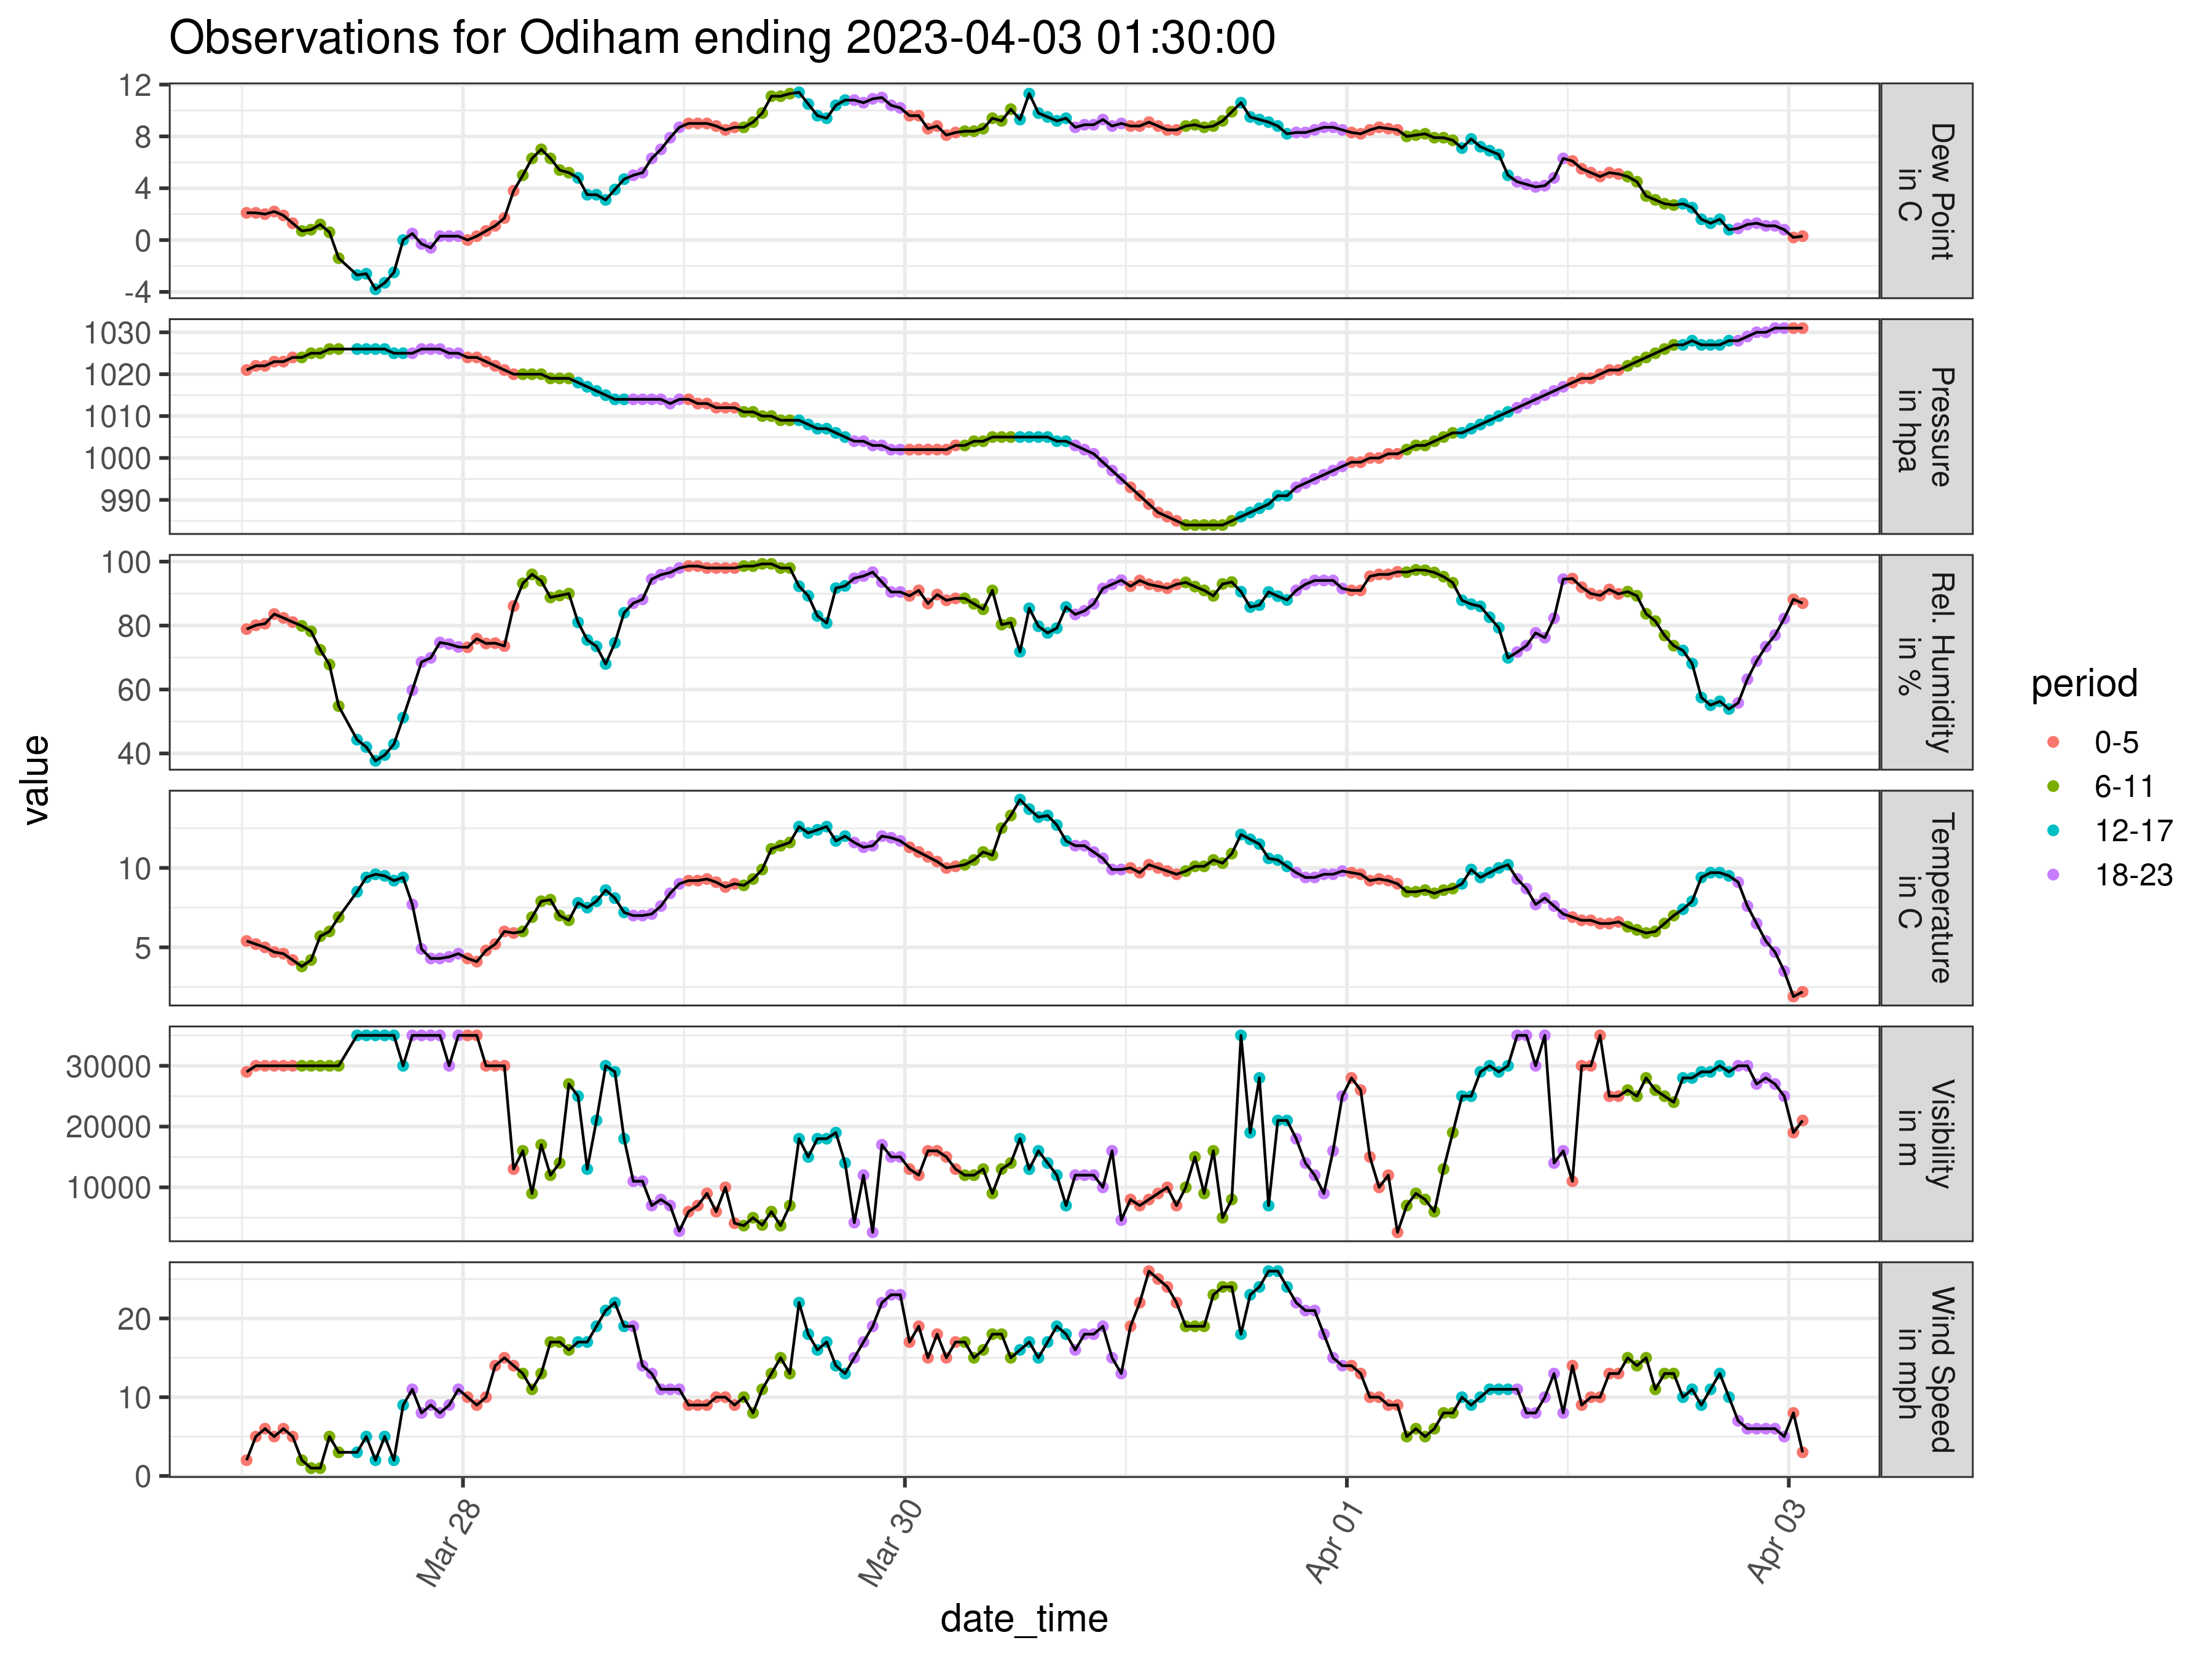 Observations for Odiham ending 2023-04-03 01:30:00
12
8
4
0
-4
Dew Point
in C
1030
1020
1010
1000
990
Pressure
in hpa
100
80
60
40
Rel. Humidity
in %
10
5
Temperature
in C
30000
20000
10000
Visibility
in m
20
10
0
Wind Speed
in mph
value
Mar 28
Mar 30
Apr 01
Apr 03
date_time
period
0-5
6-11
12-17
18-23